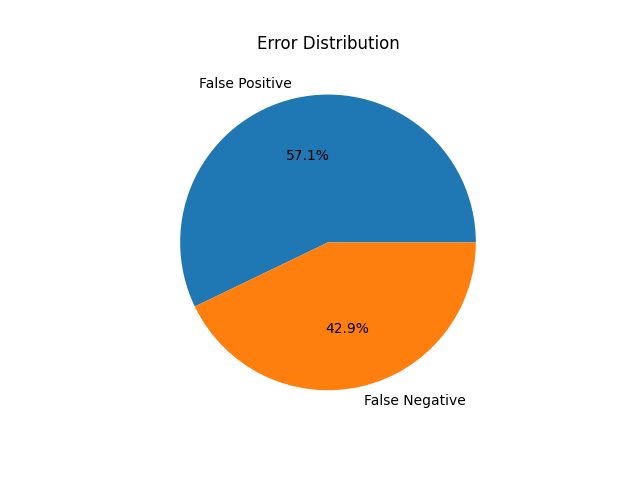 Error Distribution
False Positive
57.1%
42.9%
False Negative